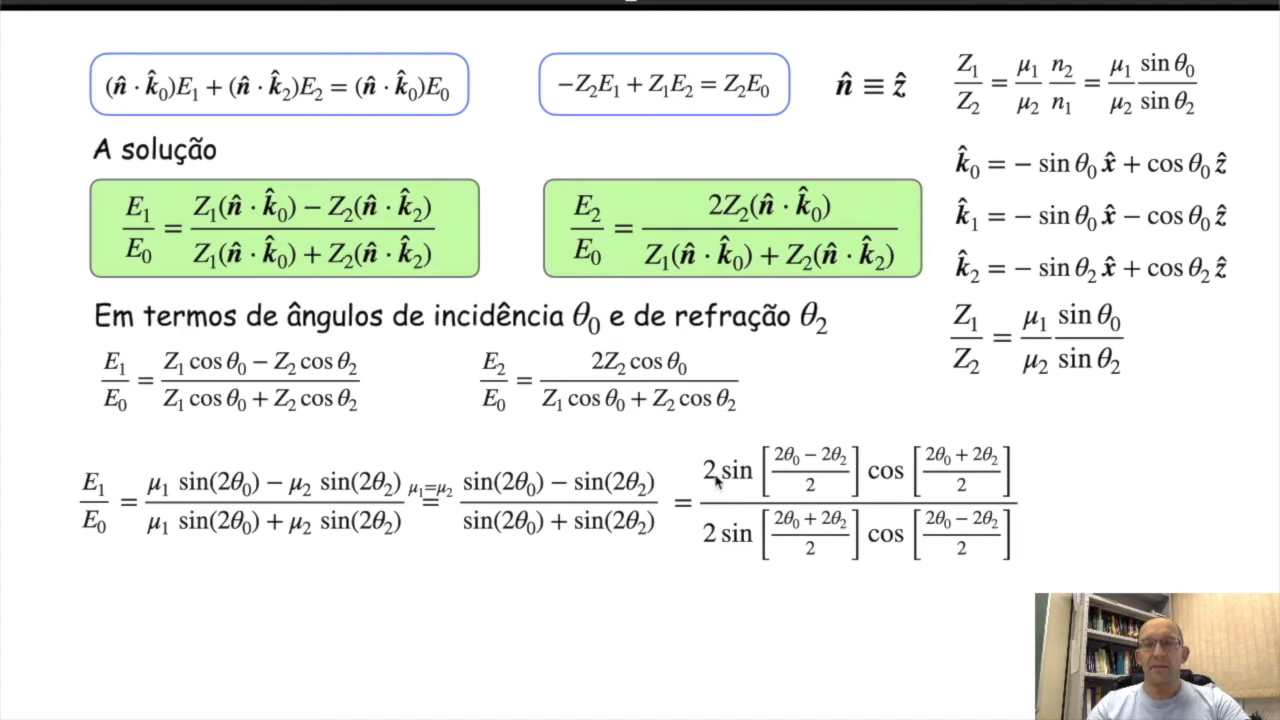 (n̂ · k̂₀)E₁ + (n̂ · k̂₂)E₂ = (n̂ · k̂₀)E₀
−Z₂E₁ + Z₁E₂ = Z₂E₀
n̂ ≡ ẑ
Z₁/Z₂ = μ₁/μ₂ n₂/n₁ = μ₁/μ₂ sin θ₀/sin θ₂
A solução
k̂₀ = − sin θ₀ x̂ + cos θ₀ ẑ
k̂₁ = − sin θ₀ x̂ − cos θ₀ ẑ
k̂₂ = − sin θ₂ x̂ + cos θ₂ ẑ
E₁/E₀ = (Z₁(n̂ · k̂₀) − Z₂(n̂ · k̂₂))/(Z₁(n̂ · k̂₀) + Z₂(n̂ · k̂₂))
E₂/E₀ = 2Z₂(n̂ · k̂₀)/(Z₁(n̂ · k̂₀) + Z₂(n̂ · k̂₂))
Em termos de ângulos de incidência θ₀ e de refração θ₂
Z₁/Z₂ = μ₁/μ₂ sin θ₀/sin θ₂
E₁/E₀ = (Z₁ cos θ₀ − Z₂ cos θ₂)/(Z₁ cos θ₀ + Z₂ cos θ₂)
E₂/E₀ = 2Z₂ cos θ₀/(Z₁ cos θ₀ + Z₂ cos θ₂)
E₁/E₀ = (μ₁ sin(2θ₀) − μ₂ sin(2θ₂))/(μ₁ sin(2θ₀) + μ₂ sin(2θ₂)) =^{μ₁=μ₂} (sin(2θ₀) − sin(2θ₂))/(sin(2θ₀) + sin(2θ₂)) = (2 sin [(2θ₀ − 2θ₂)/2] cos [(2θ₀ + 2θ₂)/2])/(2 sin [(2θ₀ + 2θ₂)/2] cos [(2θ₀ − 2θ₂)/2])